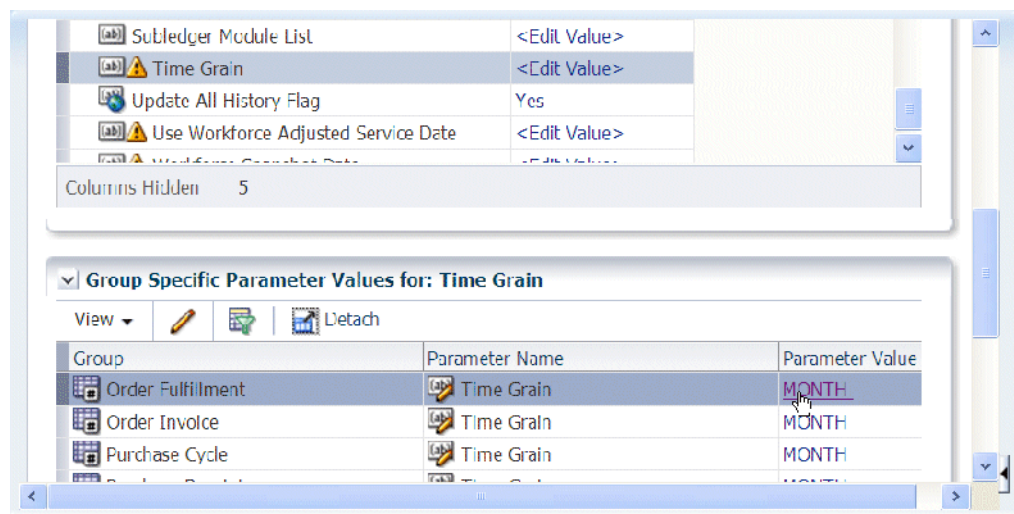 Subledger Module List <Edit Value>
Time Grain <Edit Value>
Update All History Flag Yes
Use Workforce Adjusted Service Date <Edit Value>
Columns Hidden 5
Group Specific Parameter Values for: Time Grain
View Detach
Group Parameter Name Parameter Value
Order Fulfillment Time Grain MONTH
Order Invoice Time Grain MONTH
Purchase Cycle Time Grain MONTH